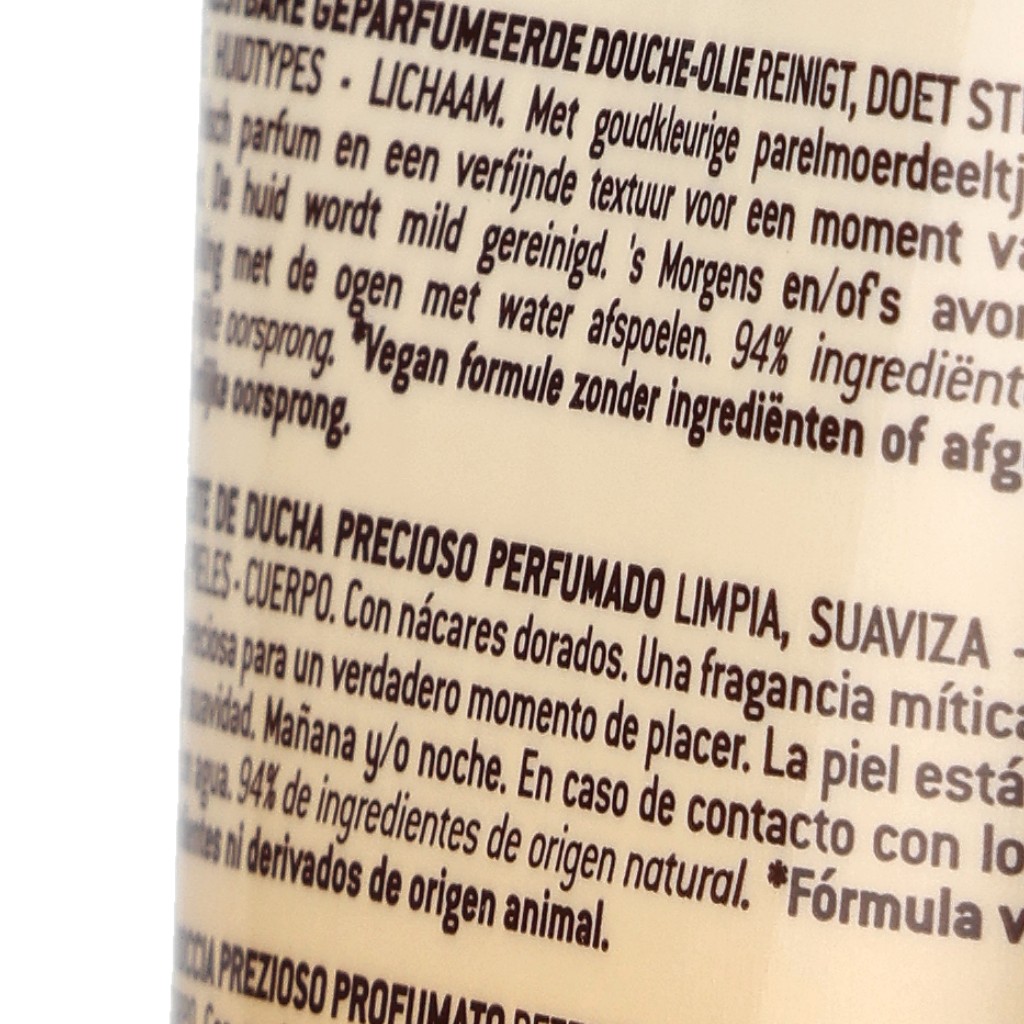 GEPARFUMEERDE DOUCHE-OLIE REINIGT, DOET
HUIDTYPES - LICHAAM. Met goudkleurige parelmoerdeeltj
parfum en een verfijnde textuur voor een moment
De huid wordt mild gereinigd. 's Morgens en/of's avon
met de ogen met water afspoelen. 94% ingrediënt
oorsprong. *Vegan formule zonder ingrediënten of afg
oorsprong.
DE DUCHA PRECIOSO PERFUMADO LIMPIA, SUAVIZA -
CUERPO. Con nácares dorados. Una fragancia mítica
para un verdadero momento de placer. La piel está
Mañana y/o noche. En caso de contacto con lo
agua. 94% de ingredientes de origen natural. *Fórmula v
ni derivados de origen animal.
PREZIOSO PROFUMATO